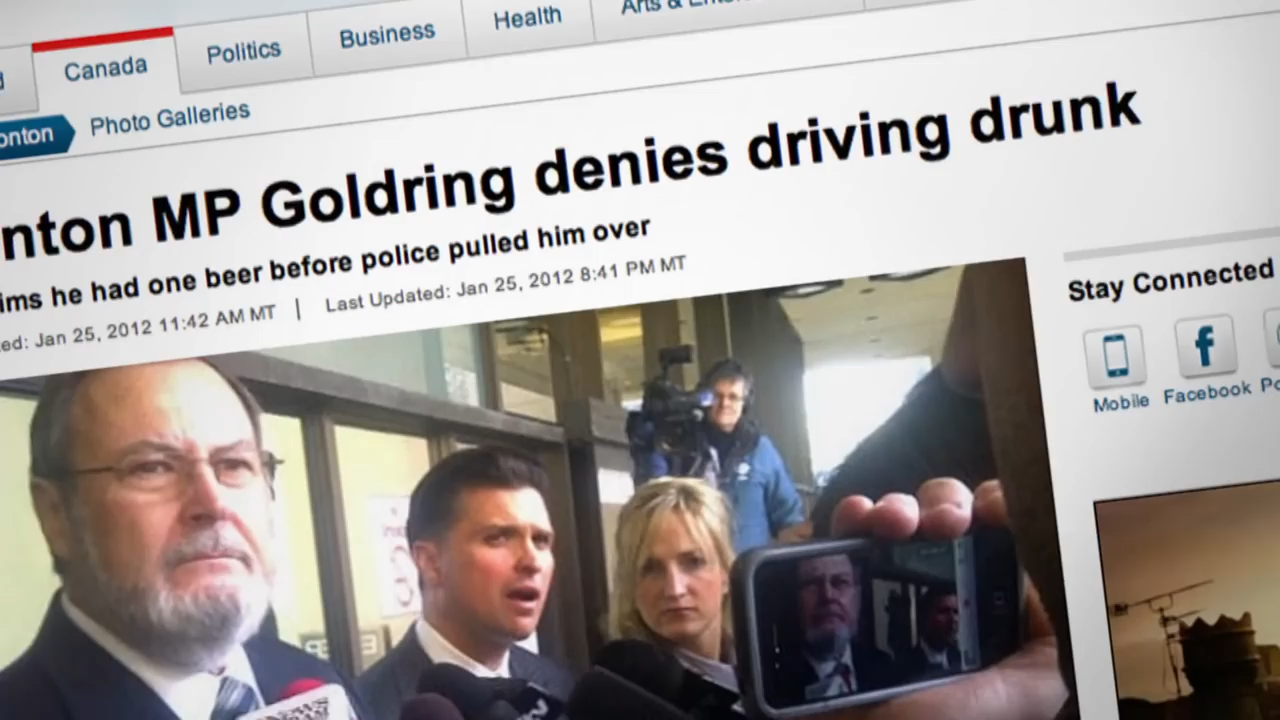 Canada
Politics
Business
Health
Arts &
onton
Photo Galleries
nton MP Goldring denies driving drunk
ims he had one beer before police pulled him over
ed: Jan 25, 2012 11:42 AM MT | Last Updated: Jan 25, 2012 8:41 PM MT
Stay Connected
Mobile
Facebook